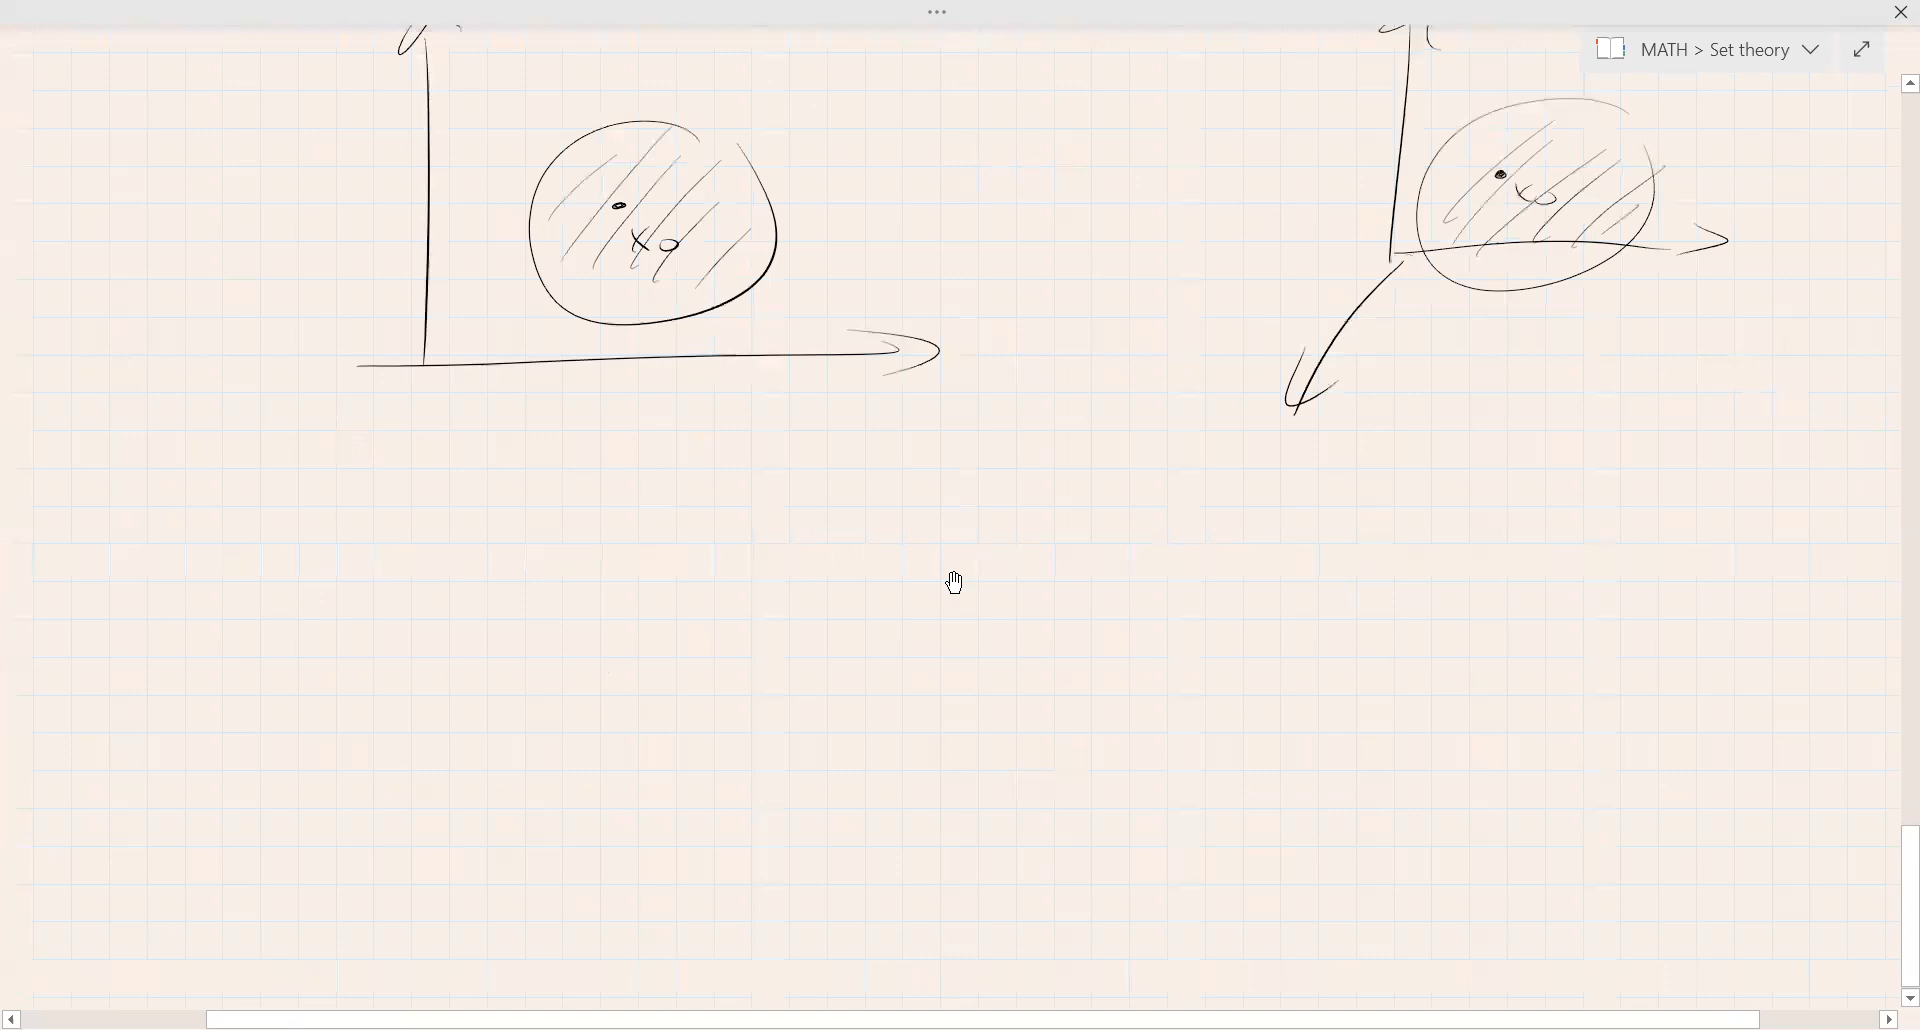 MATH > Set theory
x₀
x₀